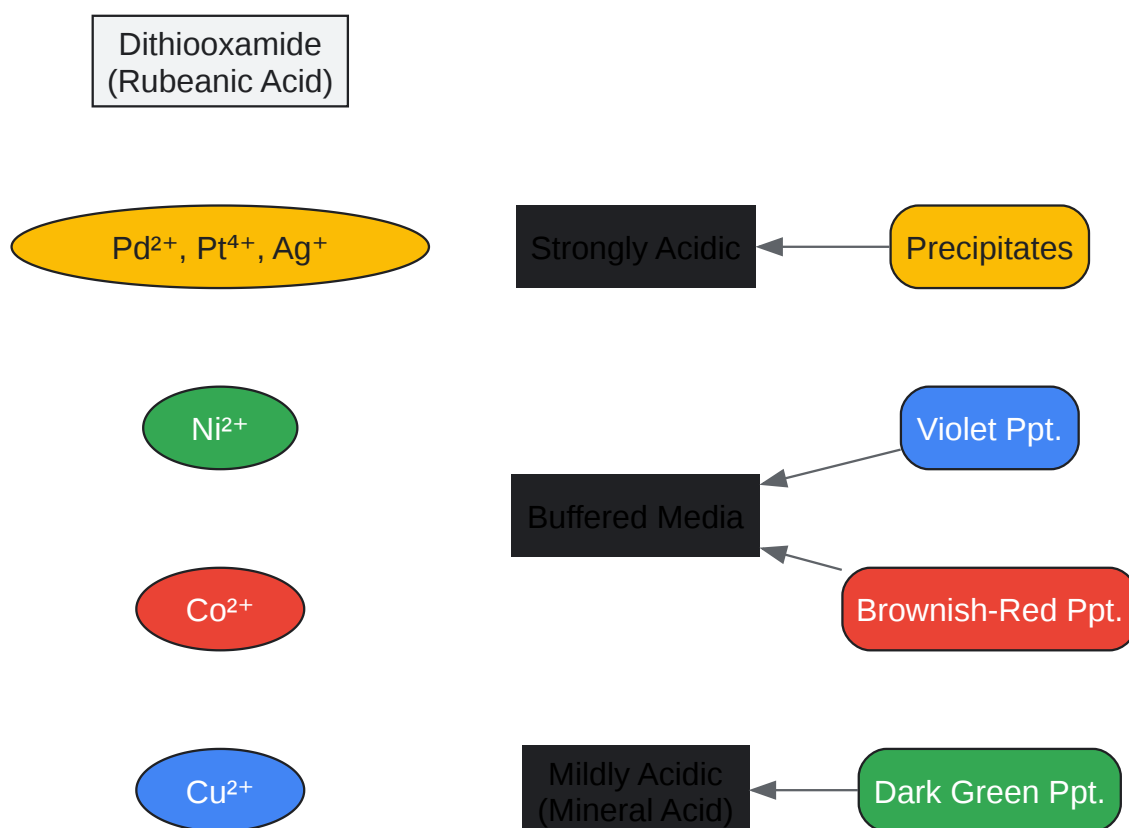 Dithiooxamide
(Rubeanic Acid)
Pd²⁺, Pt⁴⁺, Ag⁺
Strongly Acidic
Precipitates
Ni²⁺
Violet Ppt.
Buffered Media
Co²⁺
Brownish-Red Ppt.
Cu²⁺
Mildly Acidic
(Mineral Acid)
Dark Green Ppt.